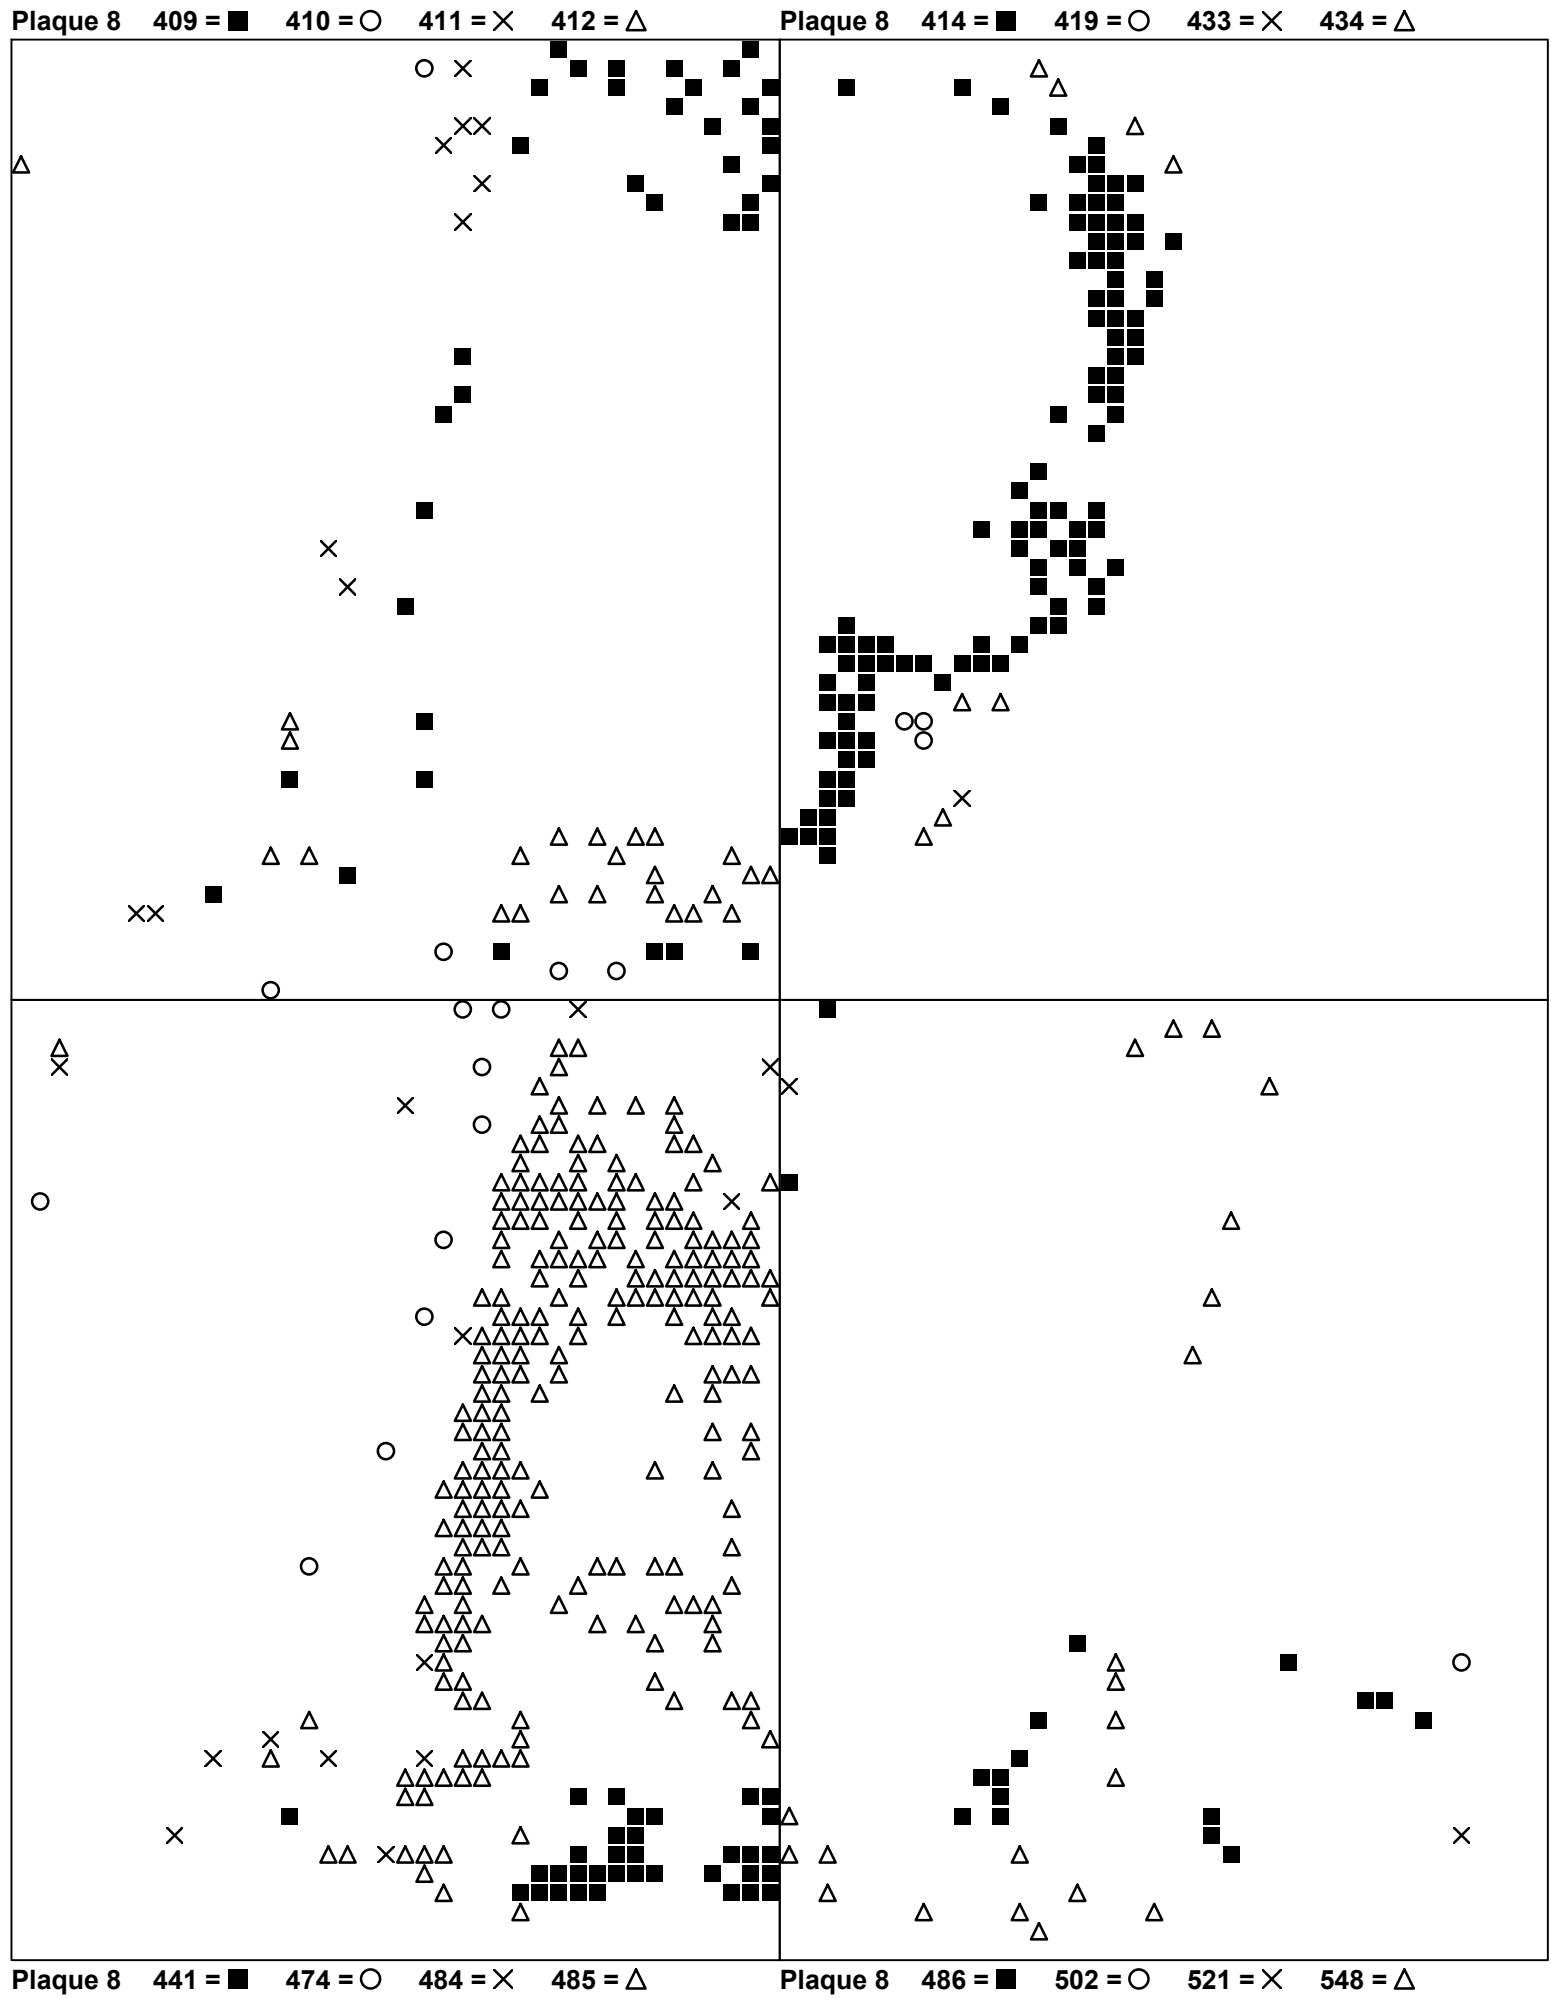 Plaque 8 409 = ■ 410 = ○ 411 = × 412 = △
Plaque 8 414 = ■ 419 = ○ 433 = × 434 = △
Plaque 8 441 = ■ 474 = ○ 484 = × 485 = △
Plaque 8 486 = ■ 502 = ○ 521 = × 548 = △